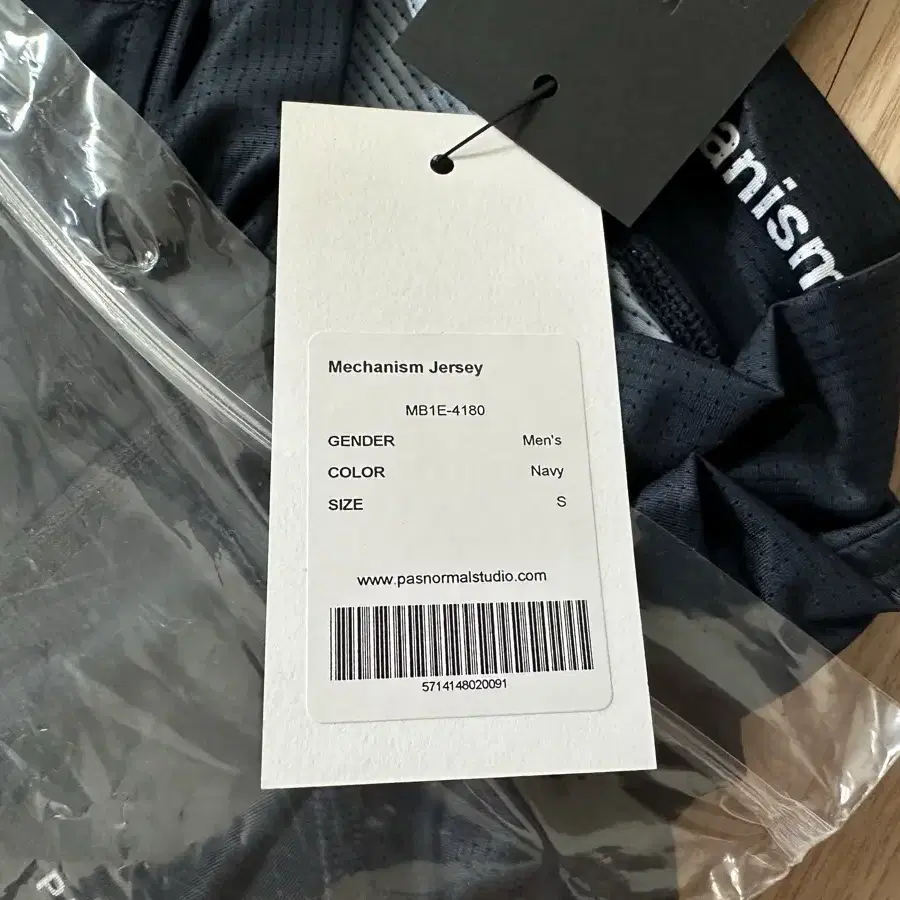 anism
Mechanism Jersey
MB1E-4180
GENDER Men's
COLOR Navy
SIZE S
www.pasnormalstudio.com
5714148020091
P